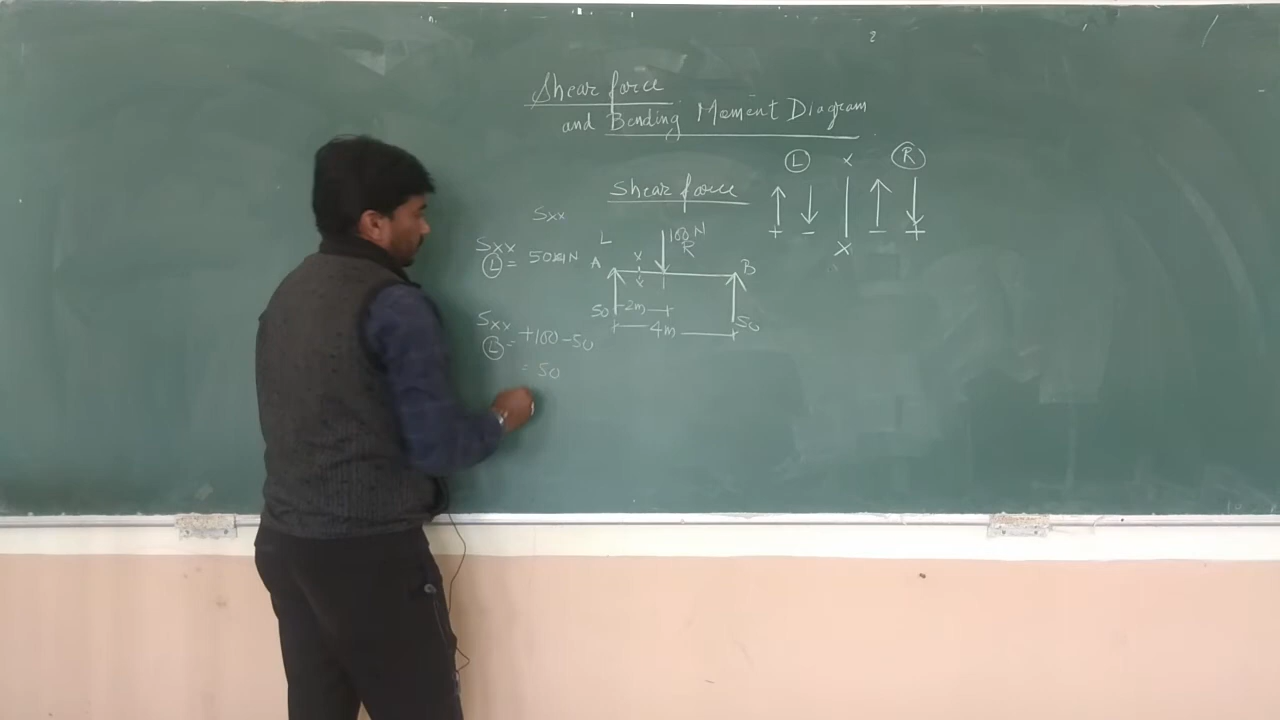 Shear force
and Bending Moment Diagram
L x R
Shear force
+ - - +
x
Sxx
L 100N
R
Sxx
L = 50 N A x B
x
50 2m 50
4m
Sxx
L = +100-50
= 50